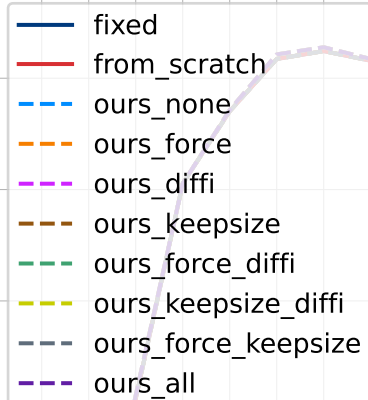 fixed
from_scratch
ours_none
ours_force
ours_diffi
ours_keepsize
ours_force_diffi
ours_keepsize_diffi
ours_force_keepsize
ours_all